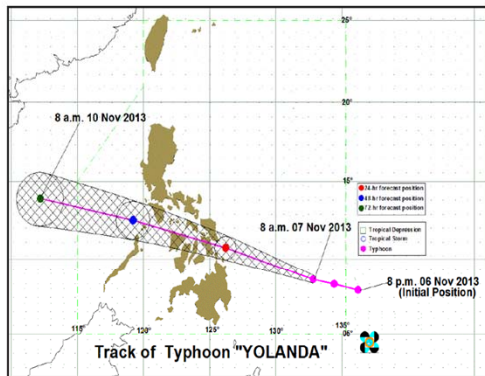 25°
20°
8 a.m. 10 Nov 2013
15°
24 hr forecast position
48 hr forecast position
72 hr forecast position
8 a.m. 07 Nov 2013
Tropical Depression
Tropical Storm
Typhoon
8 p.m. 06 Nov 2013
(Initial Position)
115°
120°
125°
135°
05°
Track of Typhoon "YOLANDA"